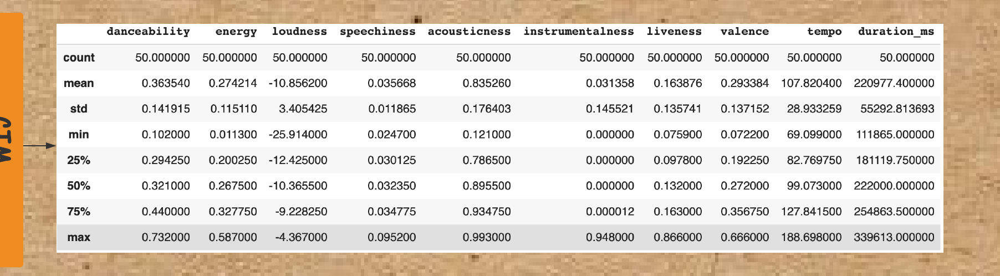 danceability energy loudness speechiness acousticness instrumentalness liveness valence tempo duration_ms
count 50.000000 50.000000 50.000000 50.000000 50.000000 50.000000 50.000000 50.000000 50.000000 50.000000
mean 0.363540 0.274214 -10.856200 0.035668 0.835260 0.031358 0.163876 0.293384 107.820400 220977.400000
std 0.141915 0.115110 3.405425 0.011865 0.176403 0.145521 0.135741 0.137152 28.933259 55292.813693
min 0.102000 0.011300 -25.914000 0.024700 0.121000 0.000000 0.075900 0.072200 69.099000 111865.000000
25% 0.294250 0.200250 -12.425000 0.030125 0.786500 0.000000 0.097800 0.192250 82.769750 181119.750000
50% 0.321000 0.267500 -10.365500 0.032350 0.895500 0.000000 0.132000 0.272000 99.073000 222000.000000
75% 0.440000 0.327750 -9.228250 0.034775 0.934750 0.000012 0.163000 0.356750 127.841500 254863.500000
max 0.732000 0.587000 -4.367000 0.095200 0.993000 0.948000 0.866000 0.666000 188.698000 339613.000000